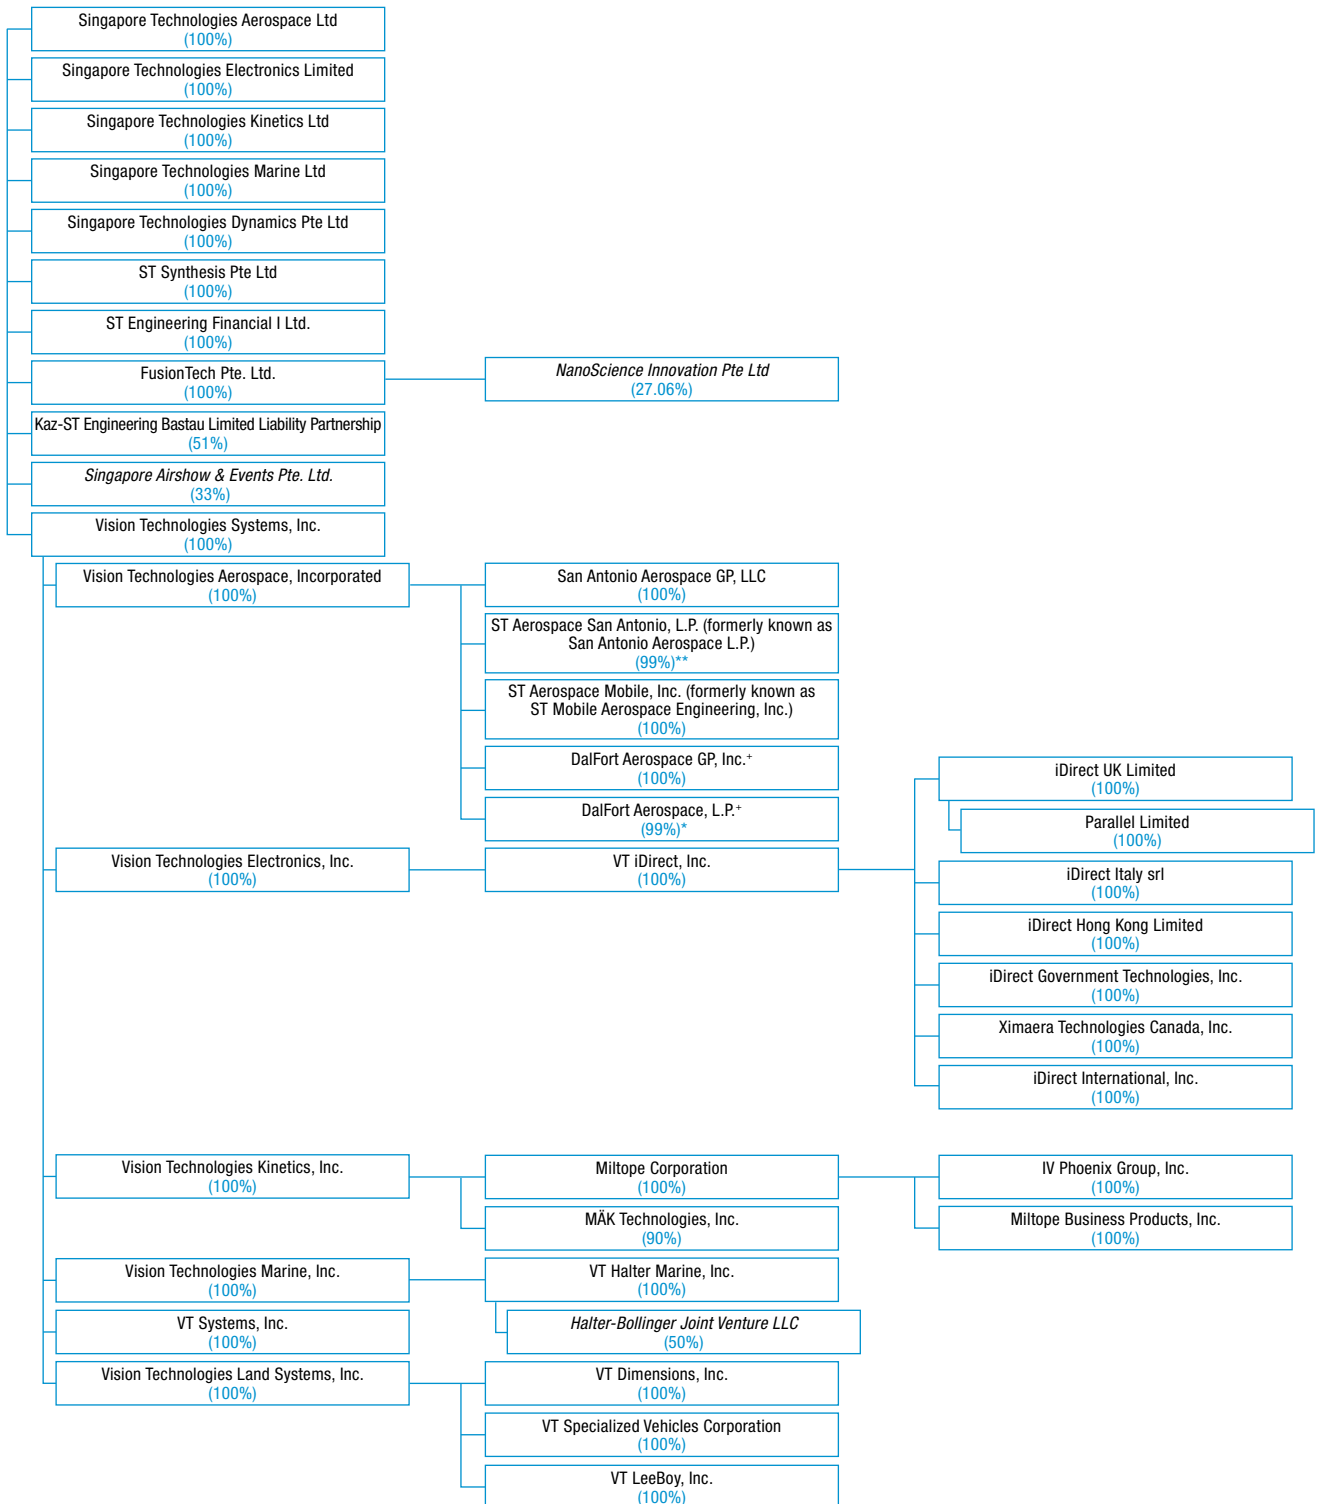 Singapore Technologies Aerospace Ltd
(100%)
Singapore Technologies Electronics Limited
(100%)
Singapore Technologies Kinetics Ltd
(100%)
Singapore Technologies Marine Ltd
(100%)
Singapore Technologies Dynamics Pte Ltd
(100%)
ST Synthesis Pte Ltd
(100%)
ST Engineering Financial I Ltd.
(100%)
FusionTech Pte. Ltd.
(100%)
NanoScience Innovation Pte Ltd
(27.06%)
Kaz-ST Engineering Bastau Limited Liability Partnership
(51%)
Singapore Airshow & Events Pte. Ltd.
(33%)
Vision Technologies Systems, Inc.
(100%)
Vision Technologies Aerospace, Incorporated
(100%)
San Antonio Aerospace GP, LLC
(100%)
ST Aerospace San Antonio, L.P. (formerly known as
San Antonio Aerospace L.P.)
(99%)**
ST Aerospace Mobile, Inc. (formerly known as
ST Mobile Aerospace Engineering, Inc.)
(100%)
DalFort Aerospace GP, Inc.+
(100%)
DalFort Aerospace, L.P.+
(99%)*
Vision Technologies Electronics, Inc.
(100%)
VT iDirect, Inc.
(100%)
iDirect UK Limited
(100%)
Parallel Limited
(100%)
iDirect Italy srl
(100%)
iDirect Hong Kong Limited
(100%)
iDirect Government Technologies, Inc.
(100%)
Ximaera Technologies Canada, Inc.
(100%)
iDirect International, Inc.
(100%)
Vision Technologies Kinetics, Inc.
(100%)
Miltope Corporation
(100%)
IV Phoenix Group, Inc.
(100%)
Miltope Business Products, Inc.
(100%)
MÄK Technologies, Inc.
(90%)
Vision Technologies Marine, Inc.
(100%)
VT Halter Marine, Inc.
(100%)
Halter-Bollinger Joint Venture LLC
(50%)
VT Systems, Inc.
(100%)
Vision Technologies Land Systems, Inc.
(100%)
VT Dimensions, Inc.
(100%)
VT Specialized Vehicles Corporation
(100%)
VT LeeBoy, Inc.
(100%)